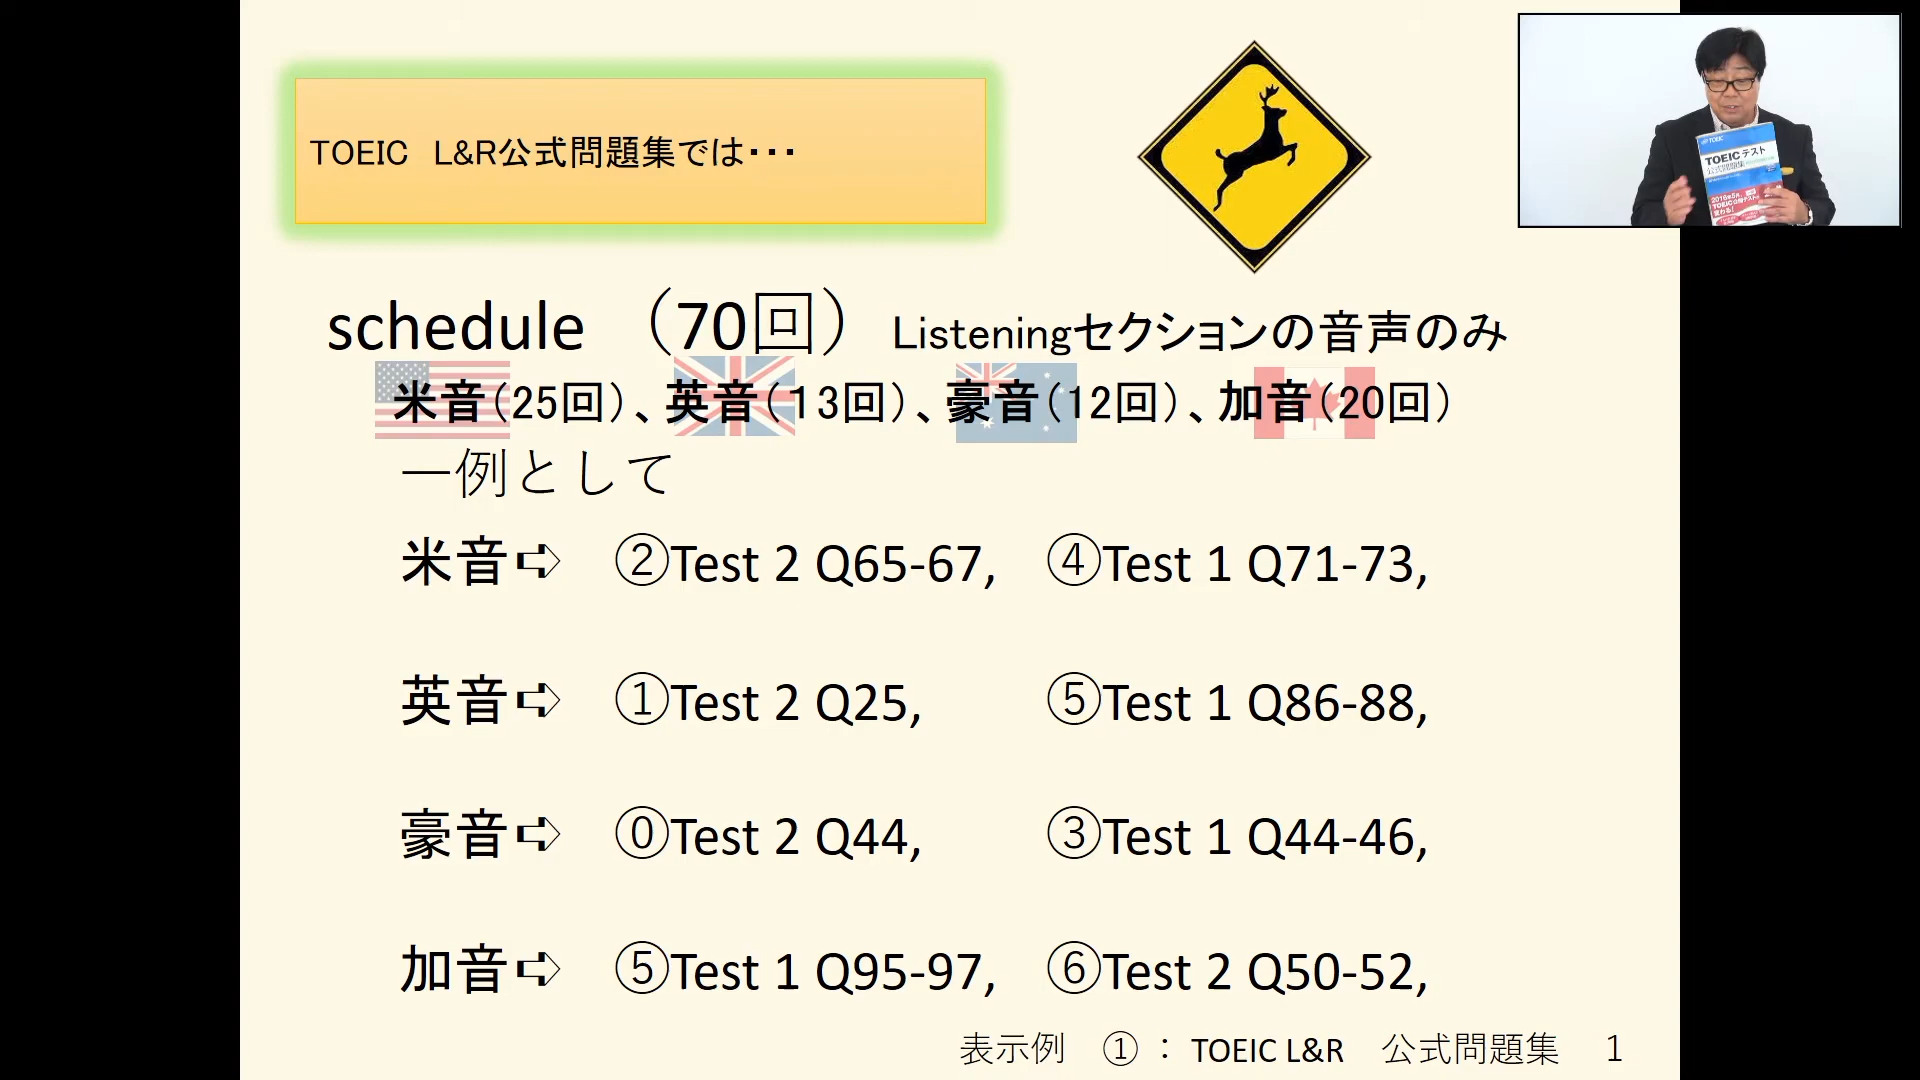 TOEIC　L&R公式問題集では・・・
schedule （70回） Listeningセクションの音声のみ
米音（25回）、英音（13回）、豪音（12回）、加音（20回）
一例として
米音➪　②Test 2 Q65-67,　④Test 1 Q71-73,
英音➪　①Test 2 Q25,　⑤Test 1 Q86-88,
豪音➪　⓪Test 2 Q44,　③Test 1 Q44-46,
加音➪　⑤Test 1 Q95-97,　⑥Test 2 Q50-52,
表示例　①： TOEIC L&R　公式問題集　1
TOEIC
TOEICテスト
公式問題集